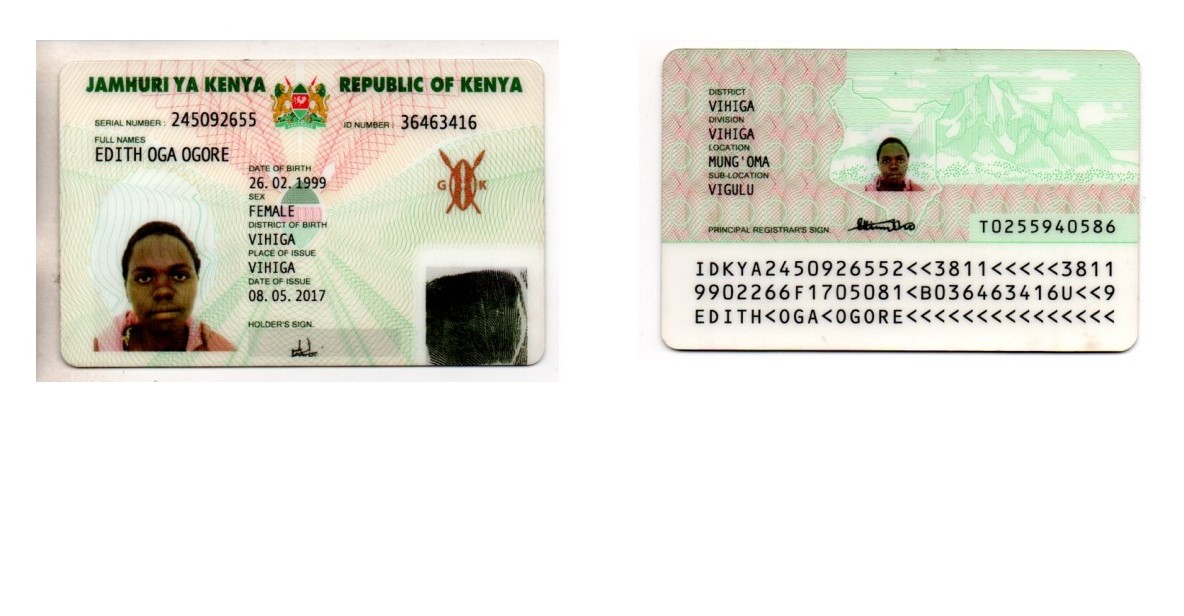 JAMHURI YA KENYA REPUBLIC OF KENYA
SERIAL NUMBER: 245092655 ID NUMBER: 36463416
FULL NAMES
EDITH OGA OGORE
DATE OF BIRTH
26. 02. 1999
SEX
FEMALE
DISTRICT OF BIRTH
VIHIGA
PLACE OF ISSUE
VIHIGA
DATE OF ISSUE
08. 05. 2017
HOLDER'S SIGN.
G K
DISTRICT
VIHIGA
DIVISION
VIHIGA
LOCATION
MUNG'OMA
SUB-LOCATION
VIGULU
PRINCIPAL REGISTRAR'S SIGN. T0255940586
IDKYA2450926552<<3811<<<<<3811
9902266F1705081<B036463416U<<9
EDITH<OGA<OGORE<<<<<<<<<<<<<<<